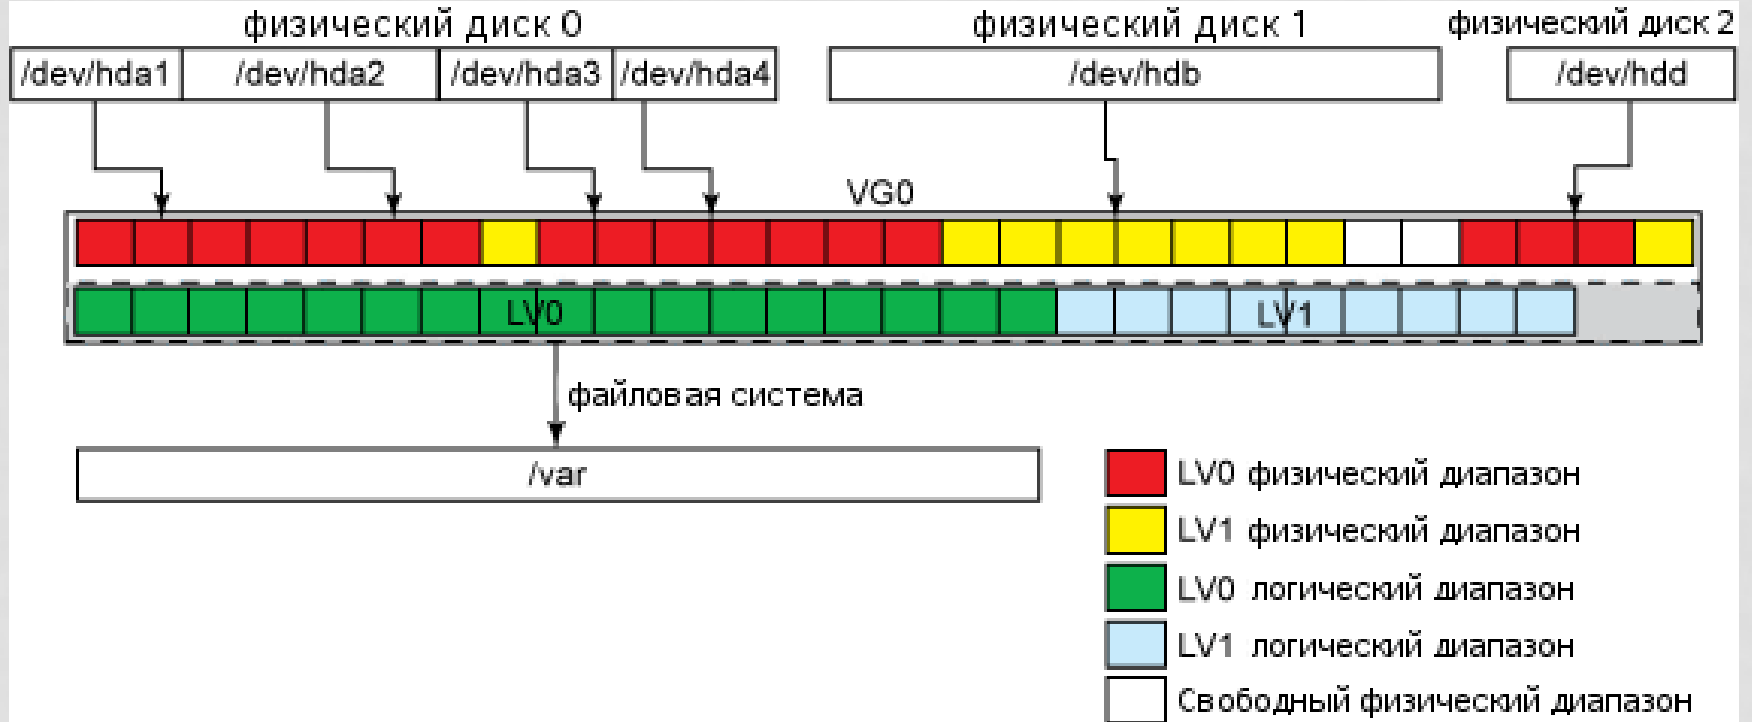 физический диск 0
физический диск 1
физический диск 2
/dev/hda1
/dev/hda2
/dev/hda3
/dev/hda4
/dev/hdb
/dev/hdd
VG0
LV0
LV1
файловая система
/var
LV0 физический диапазон
LV1 физический диапазон
LV0 логический диапазон
LV1 логический диапазон
Свободный физический диапазон